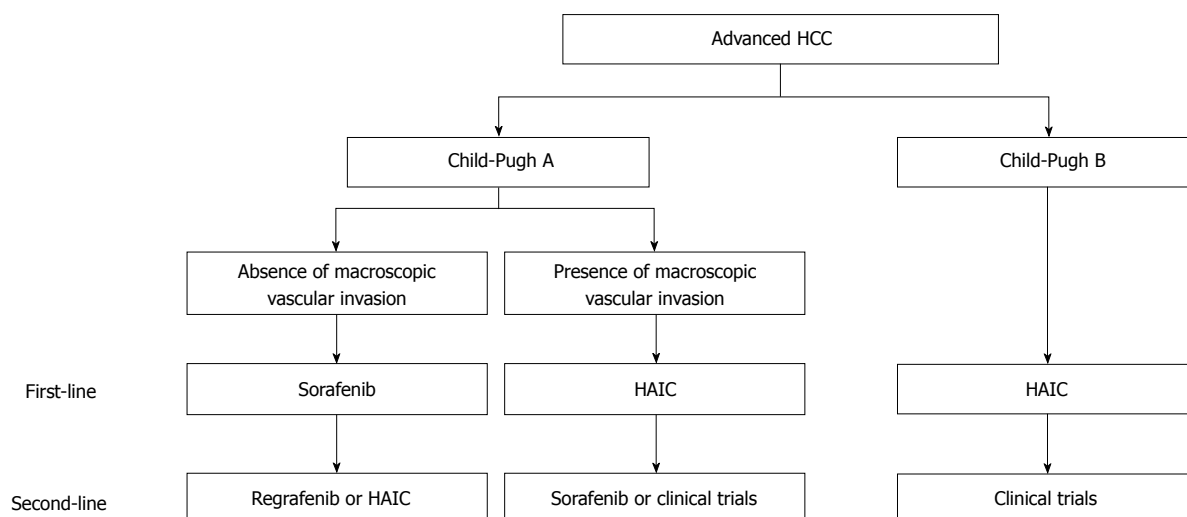 Advanced HCC
Child-Pugh A
Child-Pugh B
Absence of macroscopic
vascular invasion
Presence of macroscopic
vascular invasion
First-line
Sorafenib
HAIC
HAIC
Second-line
Regrafenib or HAIC
Sorafenib or clinical trials
Clinical trials